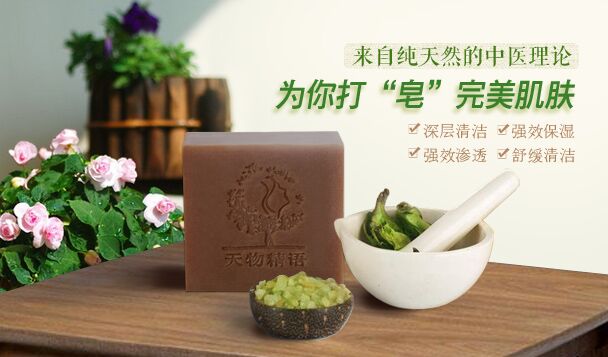 来自纯天然的中医理论
为你打“皂”完美肌肤
深层清洁 强效保湿
强效渗透 舒缓清洁
天物精语